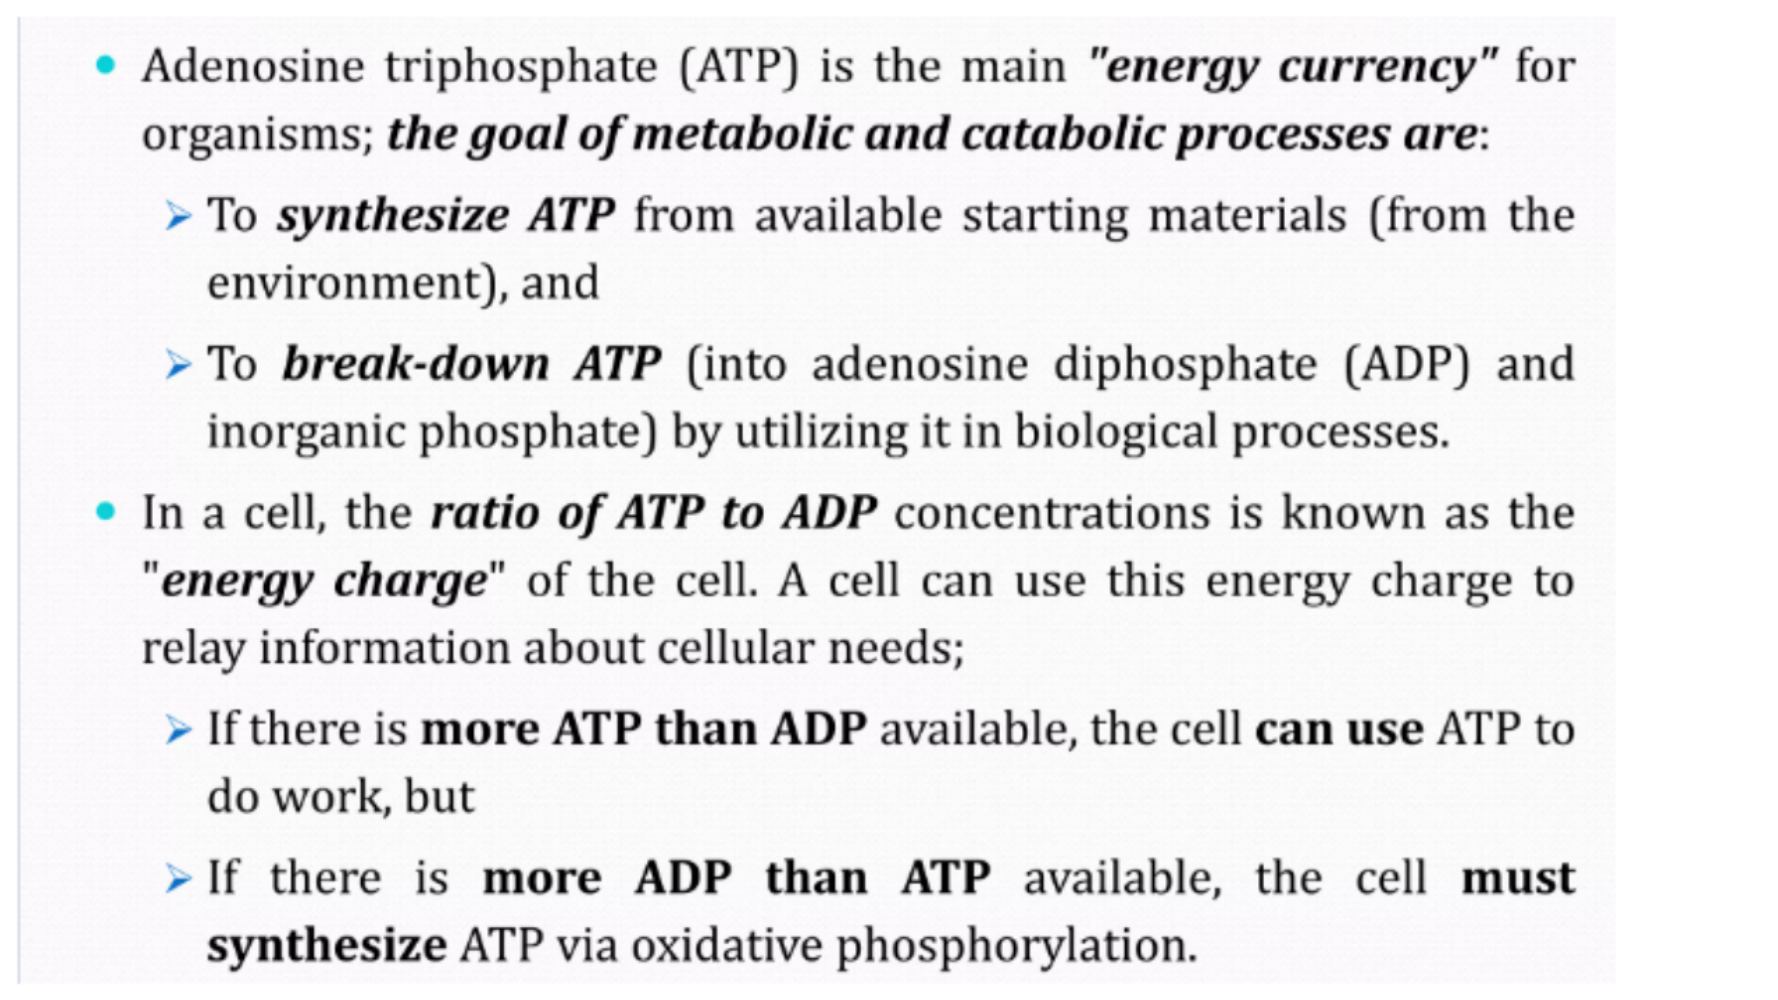 • Adenosine triphosphate (ATP) is the main "energy currency" for
organisms; the goal of metabolic and catabolic processes are:
➢ To synthesize ATP from available starting materials (from the
environment), and
➢ To break-down ATP (into adenosine diphosphate (ADP) and
inorganic phosphate) by utilizing it in biological processes.
• In a cell, the ratio of ATP to ADP concentrations is known as the
"energy charge" of the cell. A cell can use this energy charge to
relay information about cellular needs;
➢ If there is more ATP than ADP available, the cell can use ATP to
do work, but
➢ If there is more ADP than ATP available, the cell must
synthesize ATP via oxidative phosphorylation.